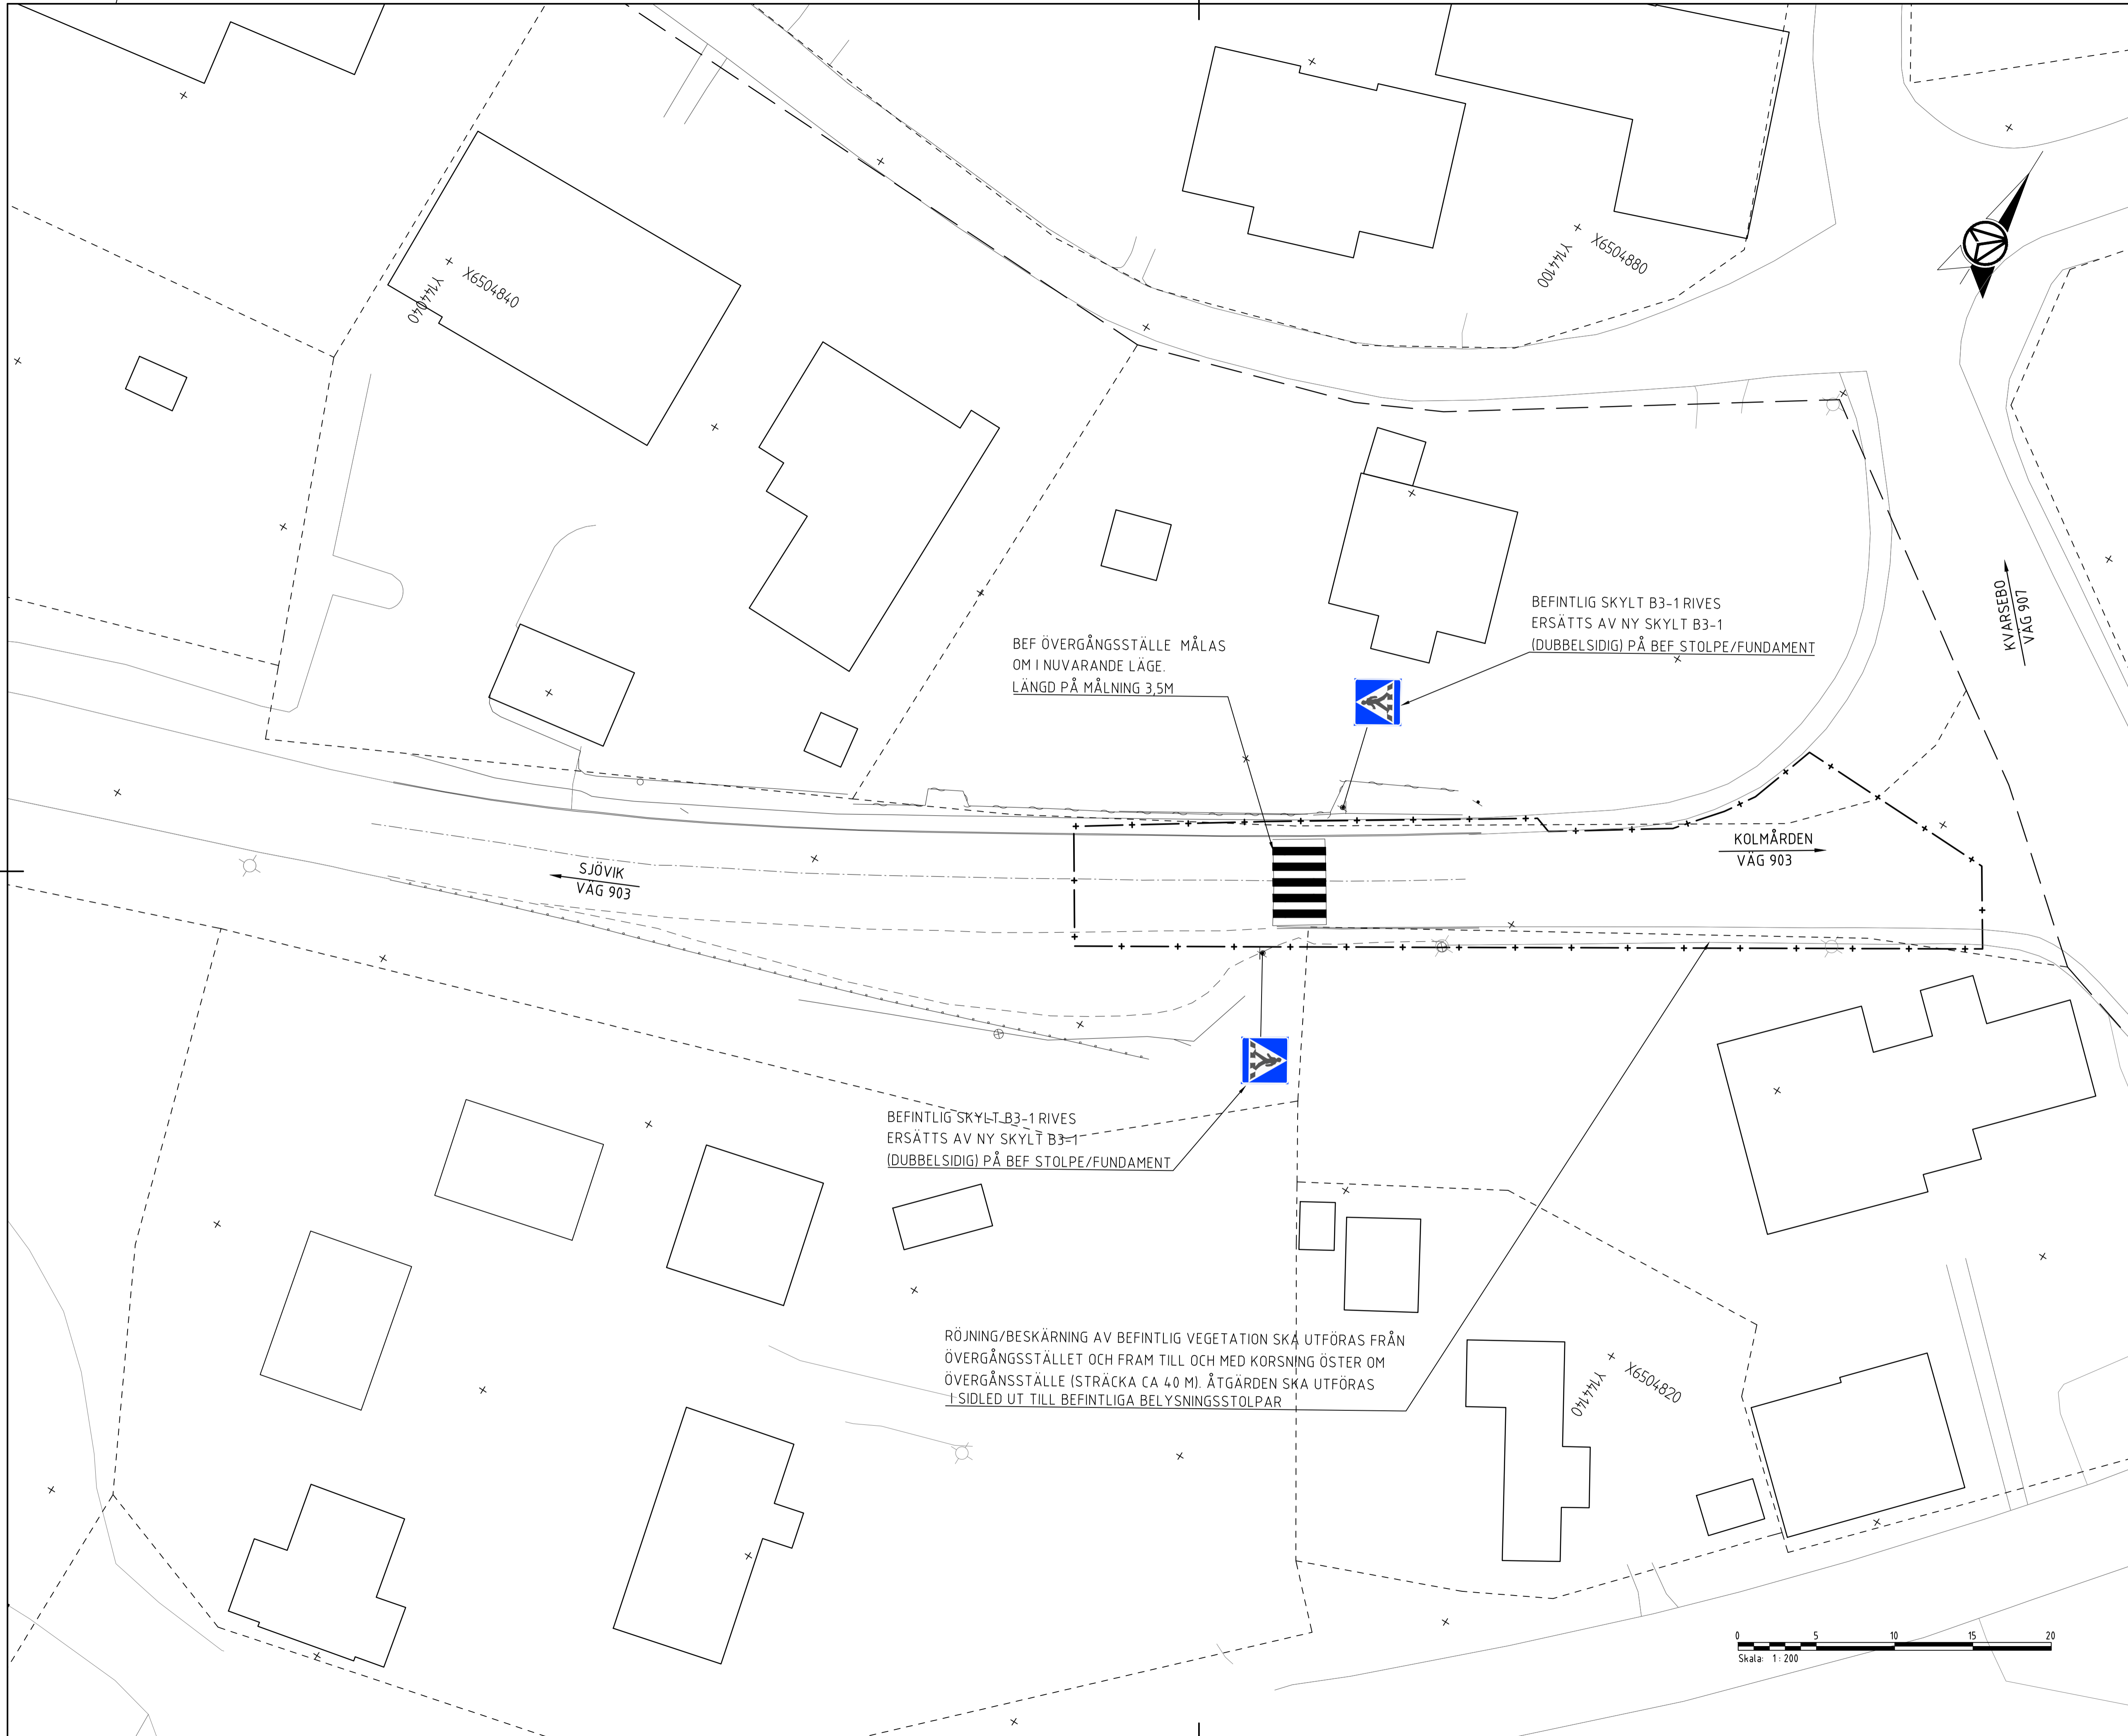 X6504840
Y144040
X6504880
Y144100
KVARSEBO
VÄG 907
BEFINTLIG SKYLT B3-1 RIVES
ERSÄTTS AV NY SKYLT B3-1
(DUBBELSIDIG) PÅ BEF STOLPE/FUNDAMENT
BEF ÖVERGÅNGSSTÄLLE MÅLAS
OM I NUVARANDE LÄGE.
LÄNGD PÅ MÅLNING 3,5M
KOLMÅRDEN
VÄG 903
SJÖVIK
VÄG 903
BEFINTLIG SKYLT B3-1 RIVES
ERSÄTTS AV NY SKYLT B3-1
(DUBBELSIDIG) PÅ BEF STOLPE/FUNDAMENT
RÖJNING/BESKÄRNING AV BEFINTLIG VEGETATION SKA UTFÖRAS FRÅN
ÖVERGÅNGSSTÄLLET OCH FRAM TILL OCH MED KORSNING ÖSTER OM
ÖVERGÅNSSTÄLLE (STRÄCKA CA 40 M). ÅTGÄRDEN SKA UTFÖRAS
I SIDLED UT TILL BEFINTLIGA BELYSNINGSSTOLPAR
X6504820
Y144140
0 5 10 15 20
Skala: 1:200